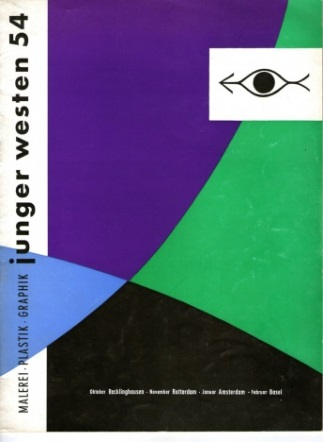 junger westen 54
MALEREI · PLASTIK · GRAPHIK
Oktober Recklinghausen · November Rotterdam · Januar Amsterdam · Februar Basel